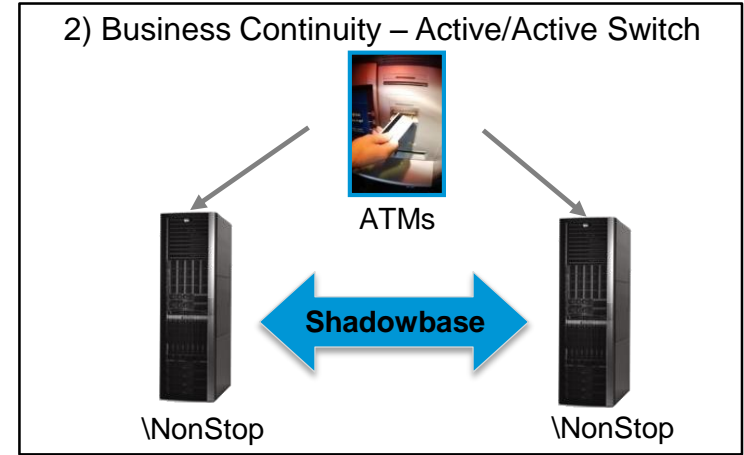 2) Business Continuity – Active/Active Switch
ATMs
Shadowbase
\NonStop
\NonStop